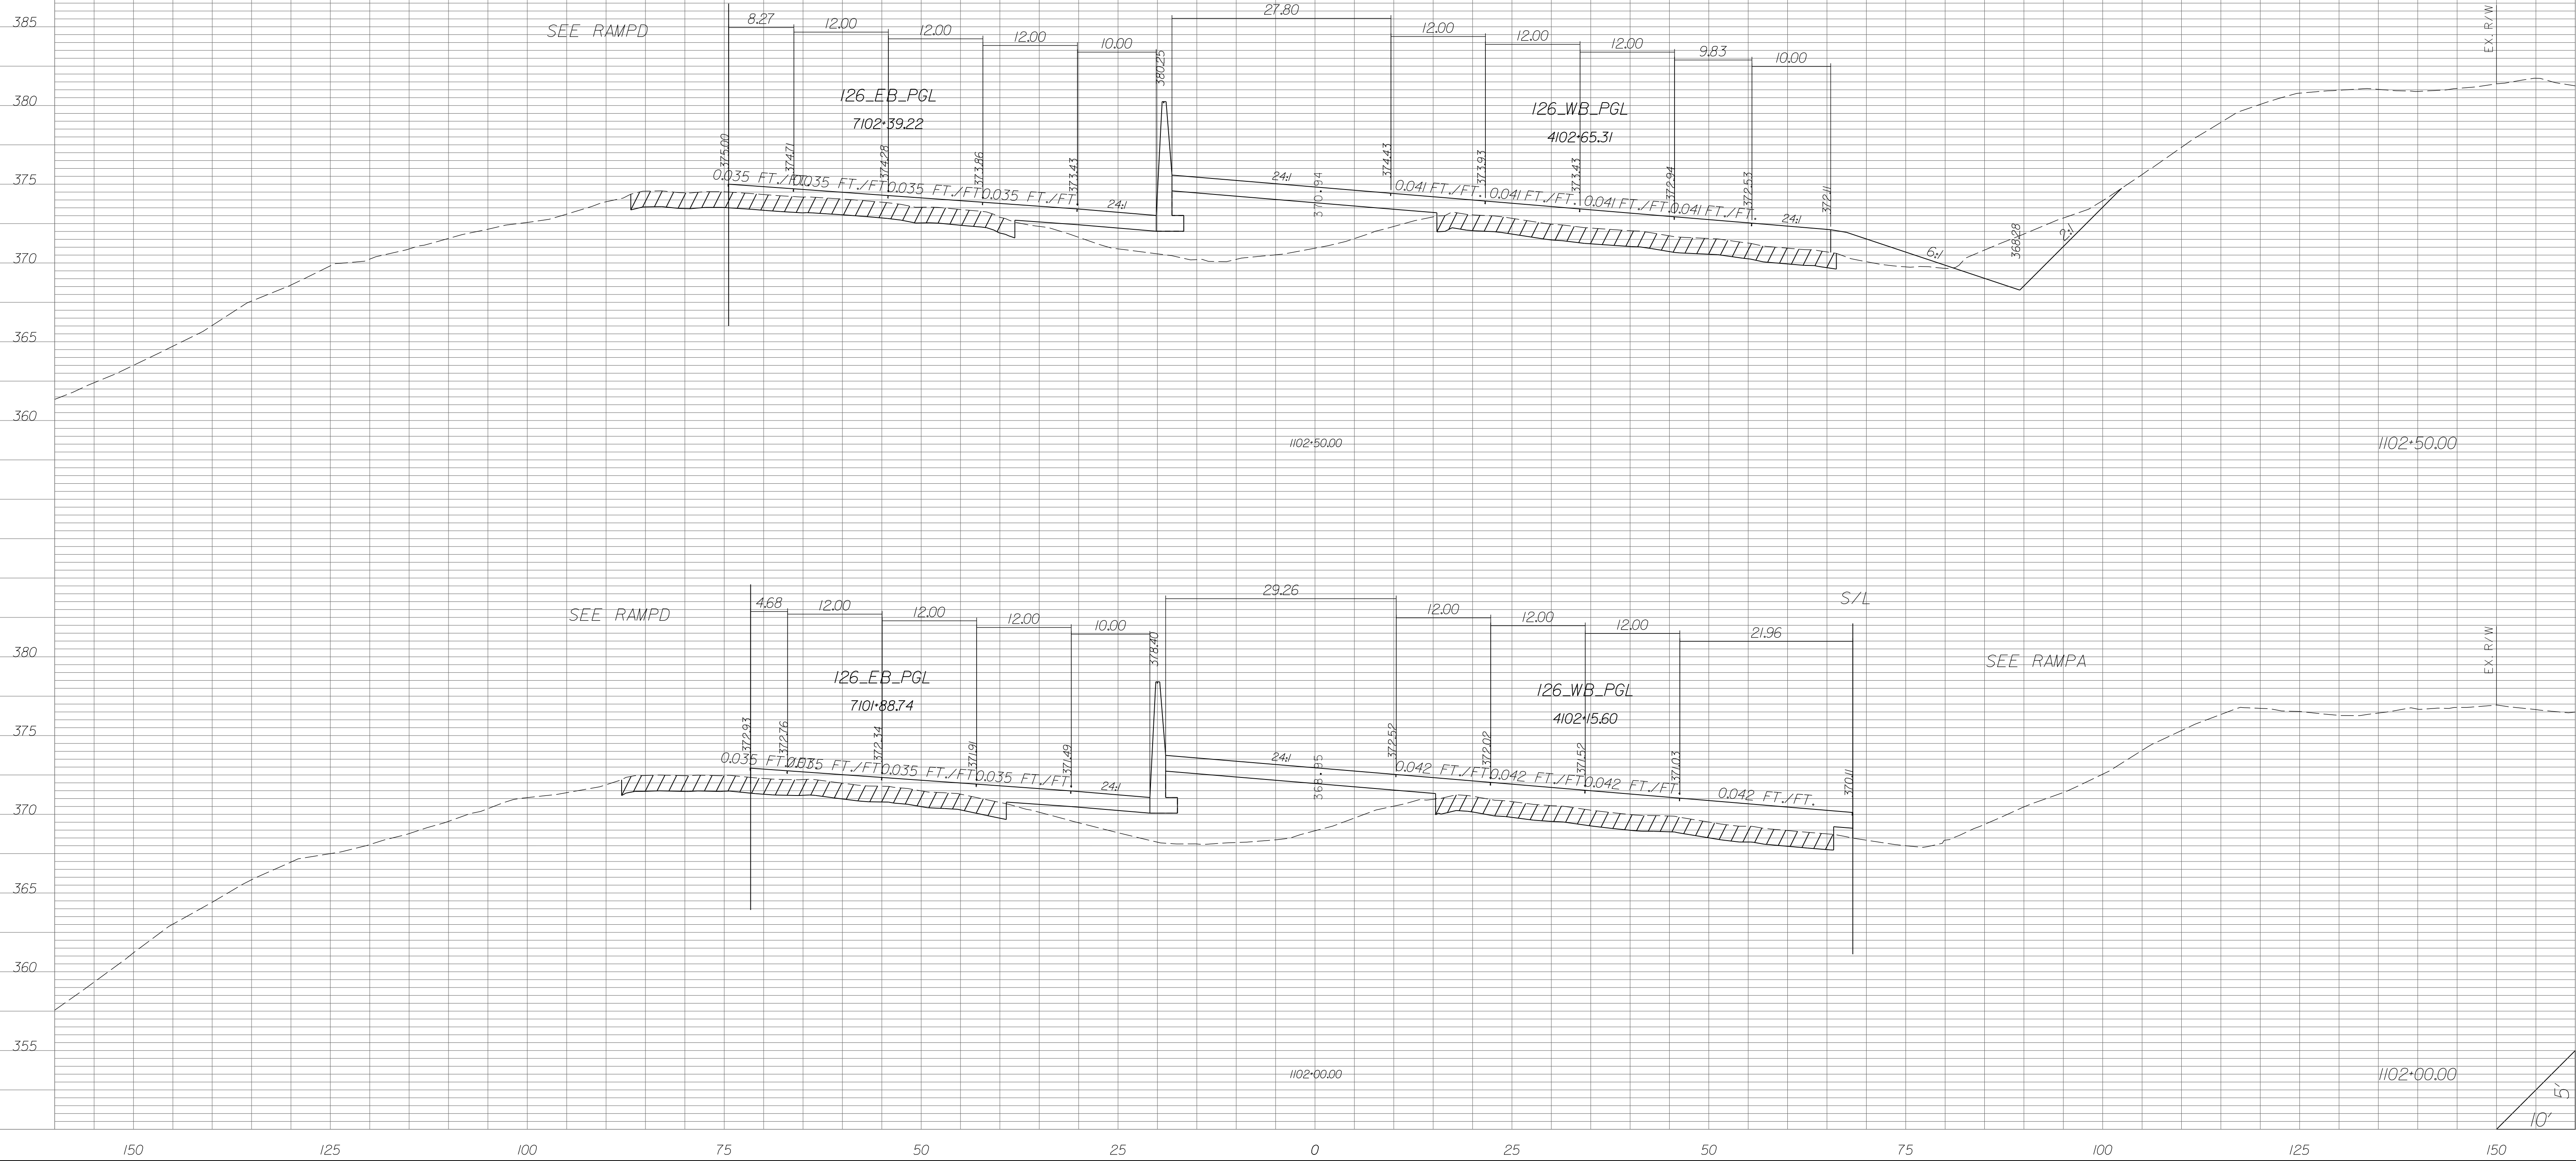 385
SEE RAMPD
8.27
12.00
12.00
12.00
10.00
27.80
12.00
12.00
12.00
9.83
10.00
EX. R/W
380
380.25
126_EB_PGL
7102+39.22
126_WB_PGL
4102+65.31
375
375.00
374.71
374.28
373.86
373.43
374.43
373.93
373.43
372.94
372.53
372.11
0.035 FT./FT.
0.035 FT./FT.
0.035 FT./FT.
0.035 FT./FT.
24:1
24:1
370.94
0.041 FT./FT.
0.041 FT./FT.
0.041 FT./FT.
0.041 FT./FT.
24:1
6:1
368.28
2:1
370
365
360
1102+50.00
1102+50.00
SEE RAMPD
4.68
12.00
12.00
12.00
10.00
29.26
12.00
12.00
12.00
21.96
S/L
SEE RAMPA
EX. R/W
380
378.40
126_EB_PGL
7101+88.74
126_WB_PGL
4102+15.60
375
372.93
372.76
372.34
371.91
371.49
372.52
372.02
371.52
371.03
370.11
0.035 FT./FT.
0.035 FT./FT.
0.035 FT./FT.
0.035 FT./FT.
24:1
24:1
368.95
0.042 FT./FT.
0.042 FT./FT.
0.042 FT./FT.
0.042 FT./FT.
370
365
360
355
1102+00.00
1102+00.00
5'
10'
150 125 100 75 50 25 0 25 50 75 100 125 150